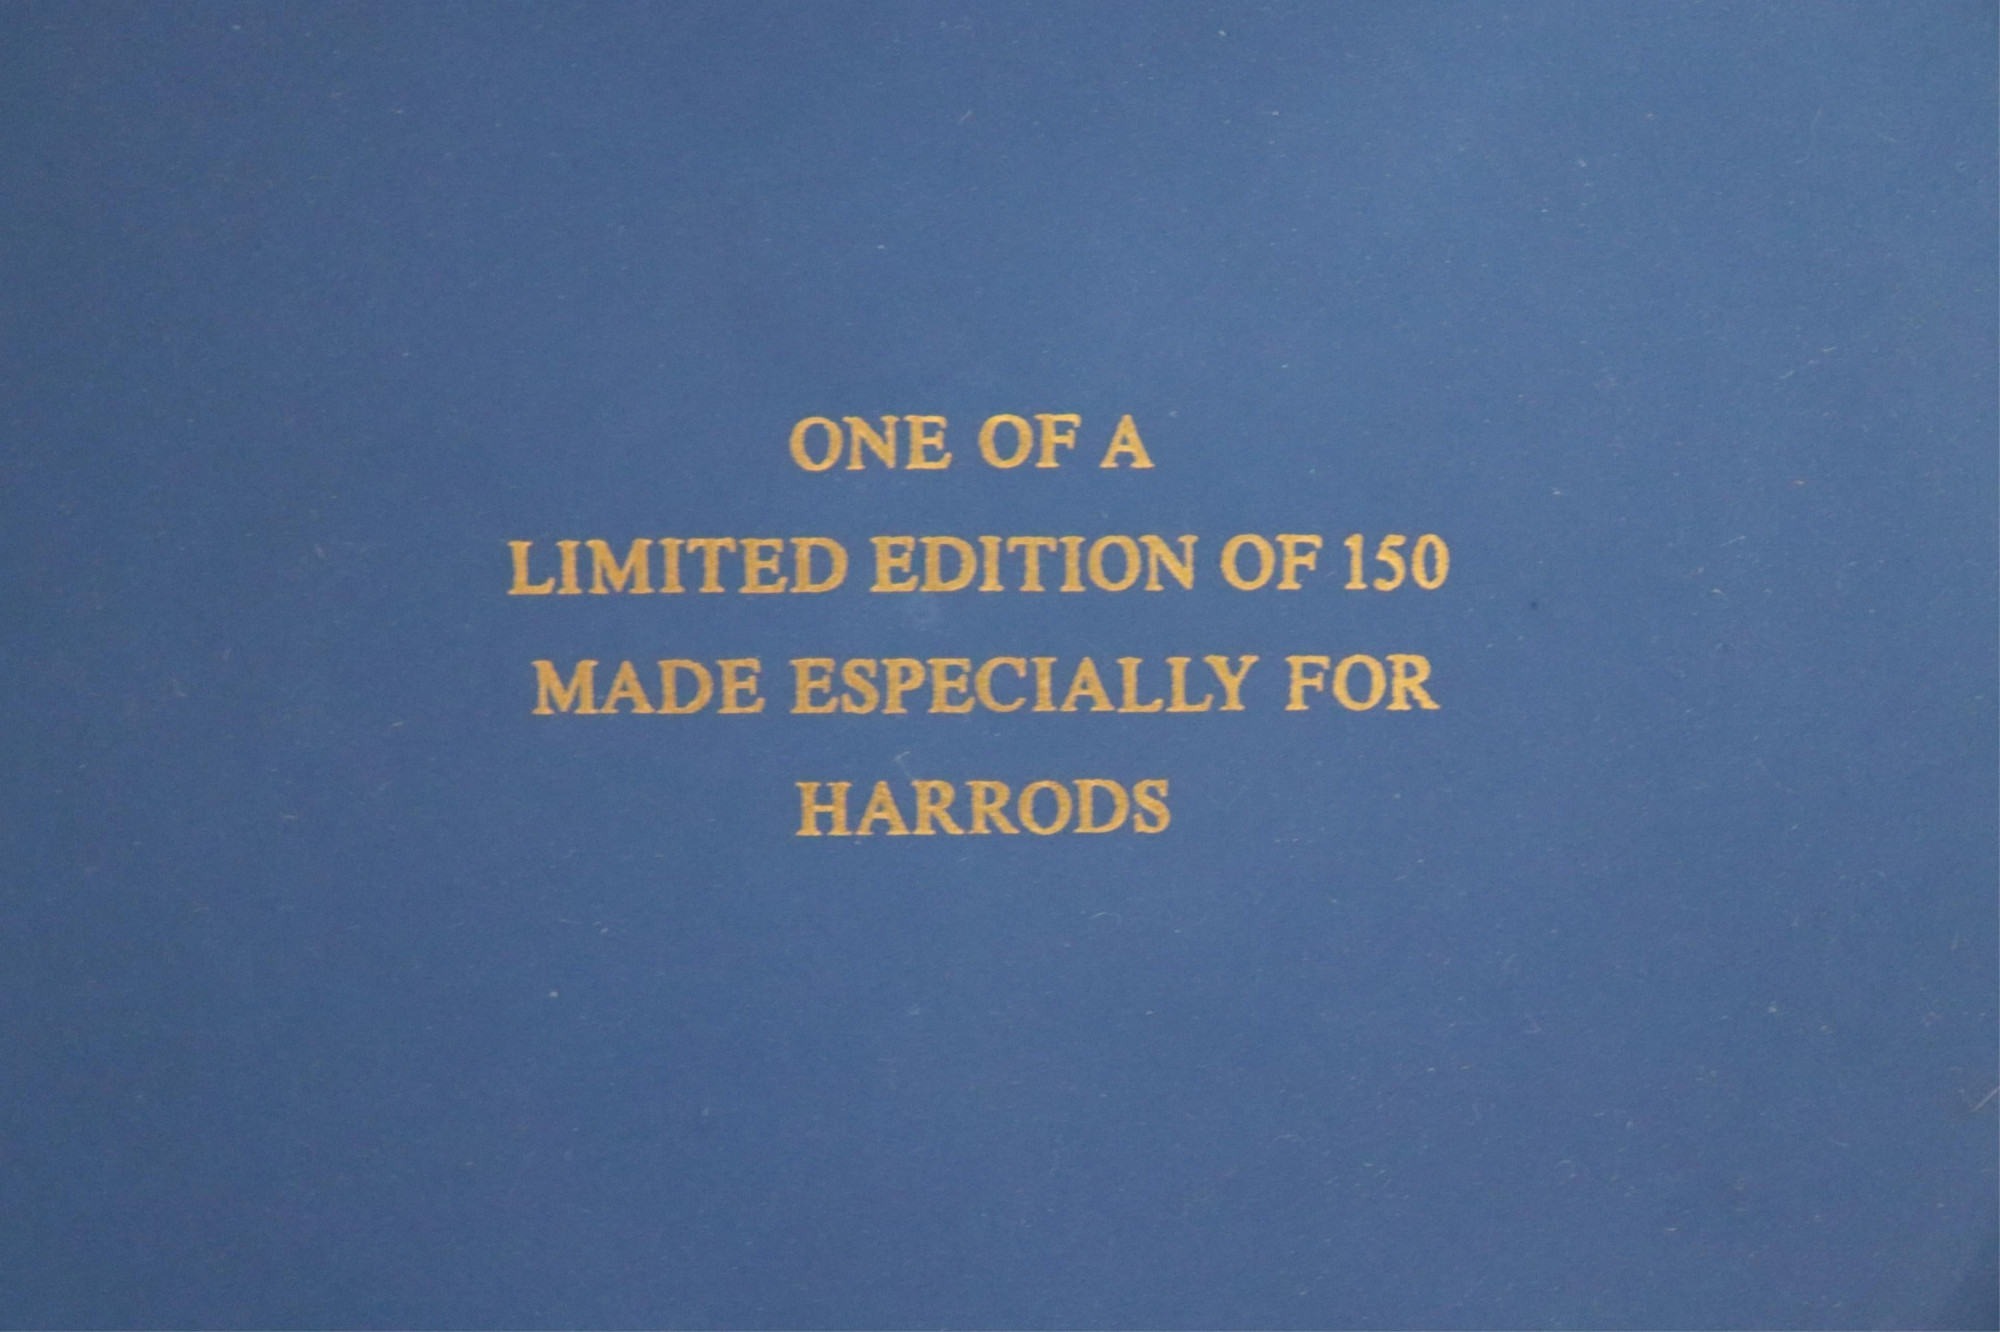 ONE OF A
LIMITED EDITION OF 150
MADE ESPECIALLY FOR
HARRODS